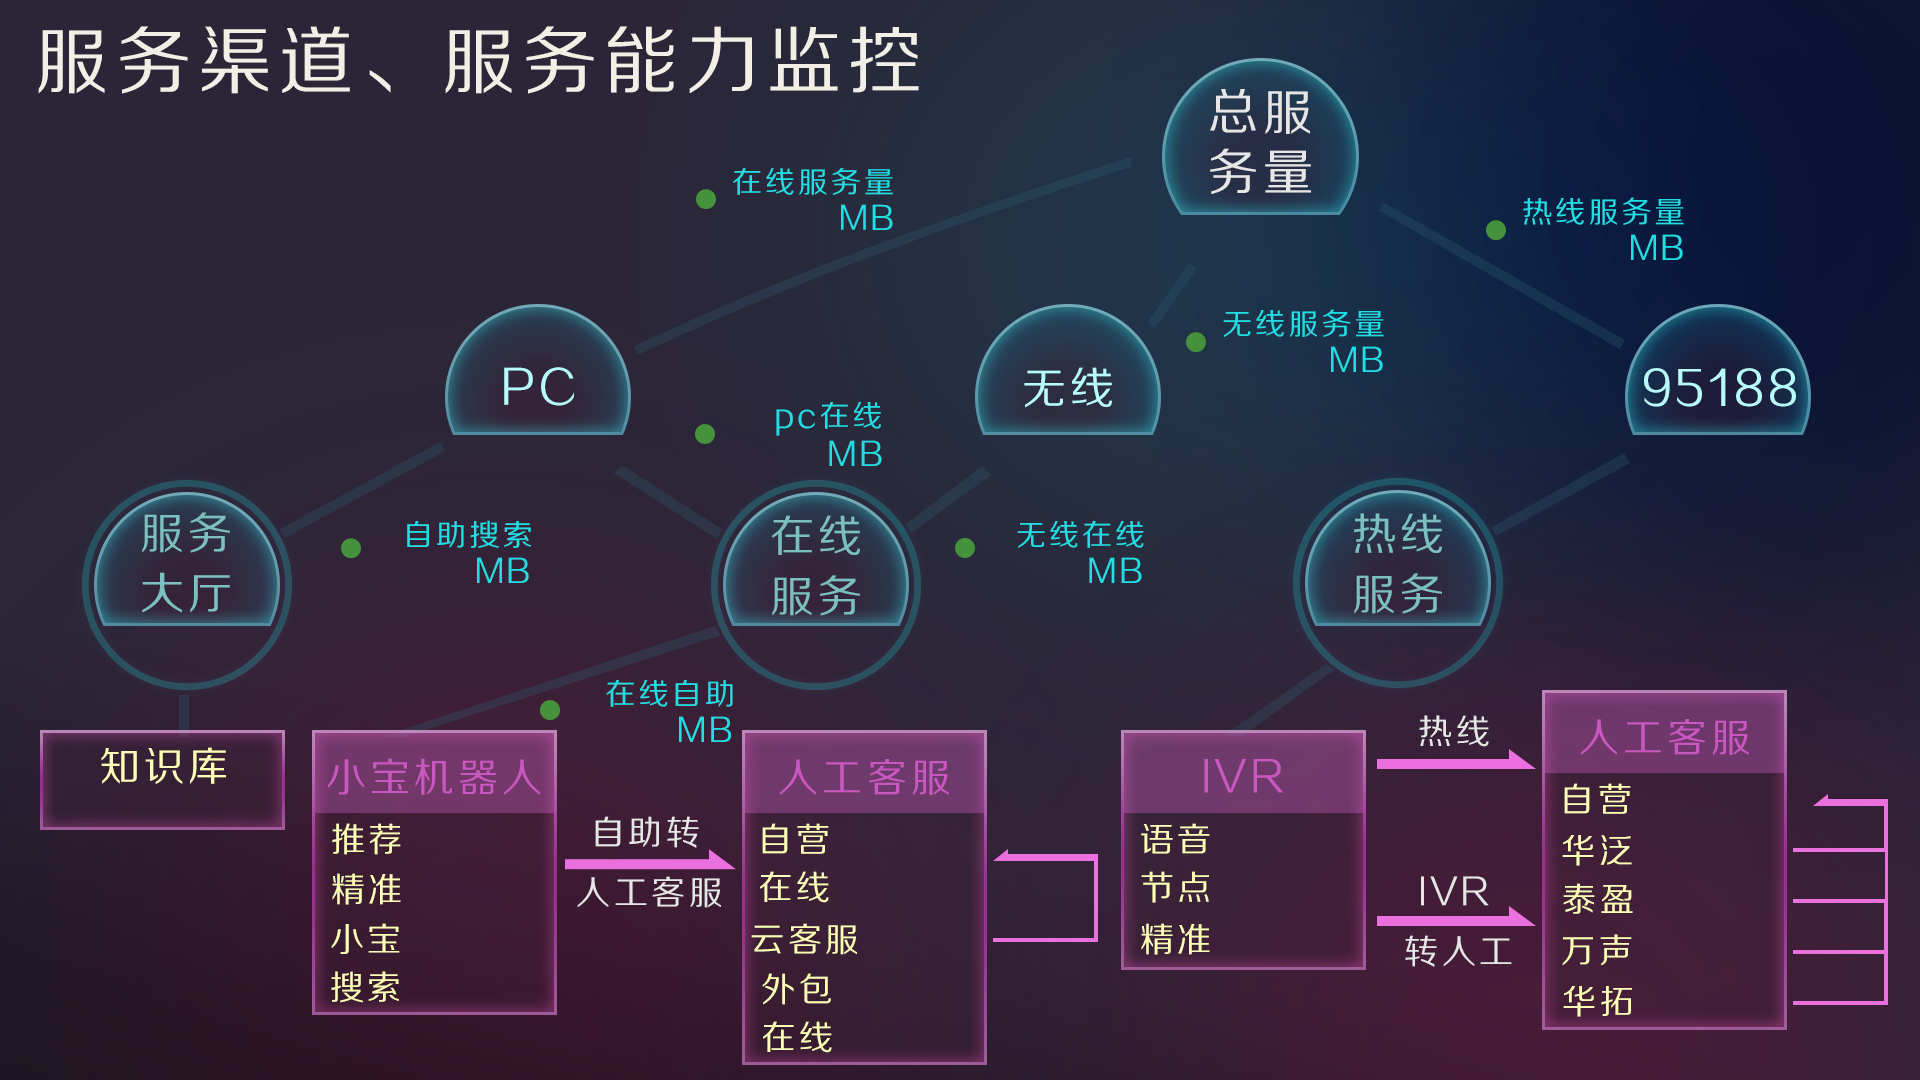 服务渠道、服务能力监控
总服
务量
在线服务量
MB
热线服务量
MB
无线服务量
MB
PC
无线
95188
pc在线
MB
服务
大厅
自助搜索
MB
在线
服务
无线在线
MB
热线
服务
在线自助
MB
知识库
小宝机器人
推荐
精准
小宝
搜索
自助转
人工客服
人工客服
自营
在线
云客服
外包
在线
IVR
语音
节点
精准
热线
IVR
转人工
人工客服
自营
华泛
泰盈
万声
华拓